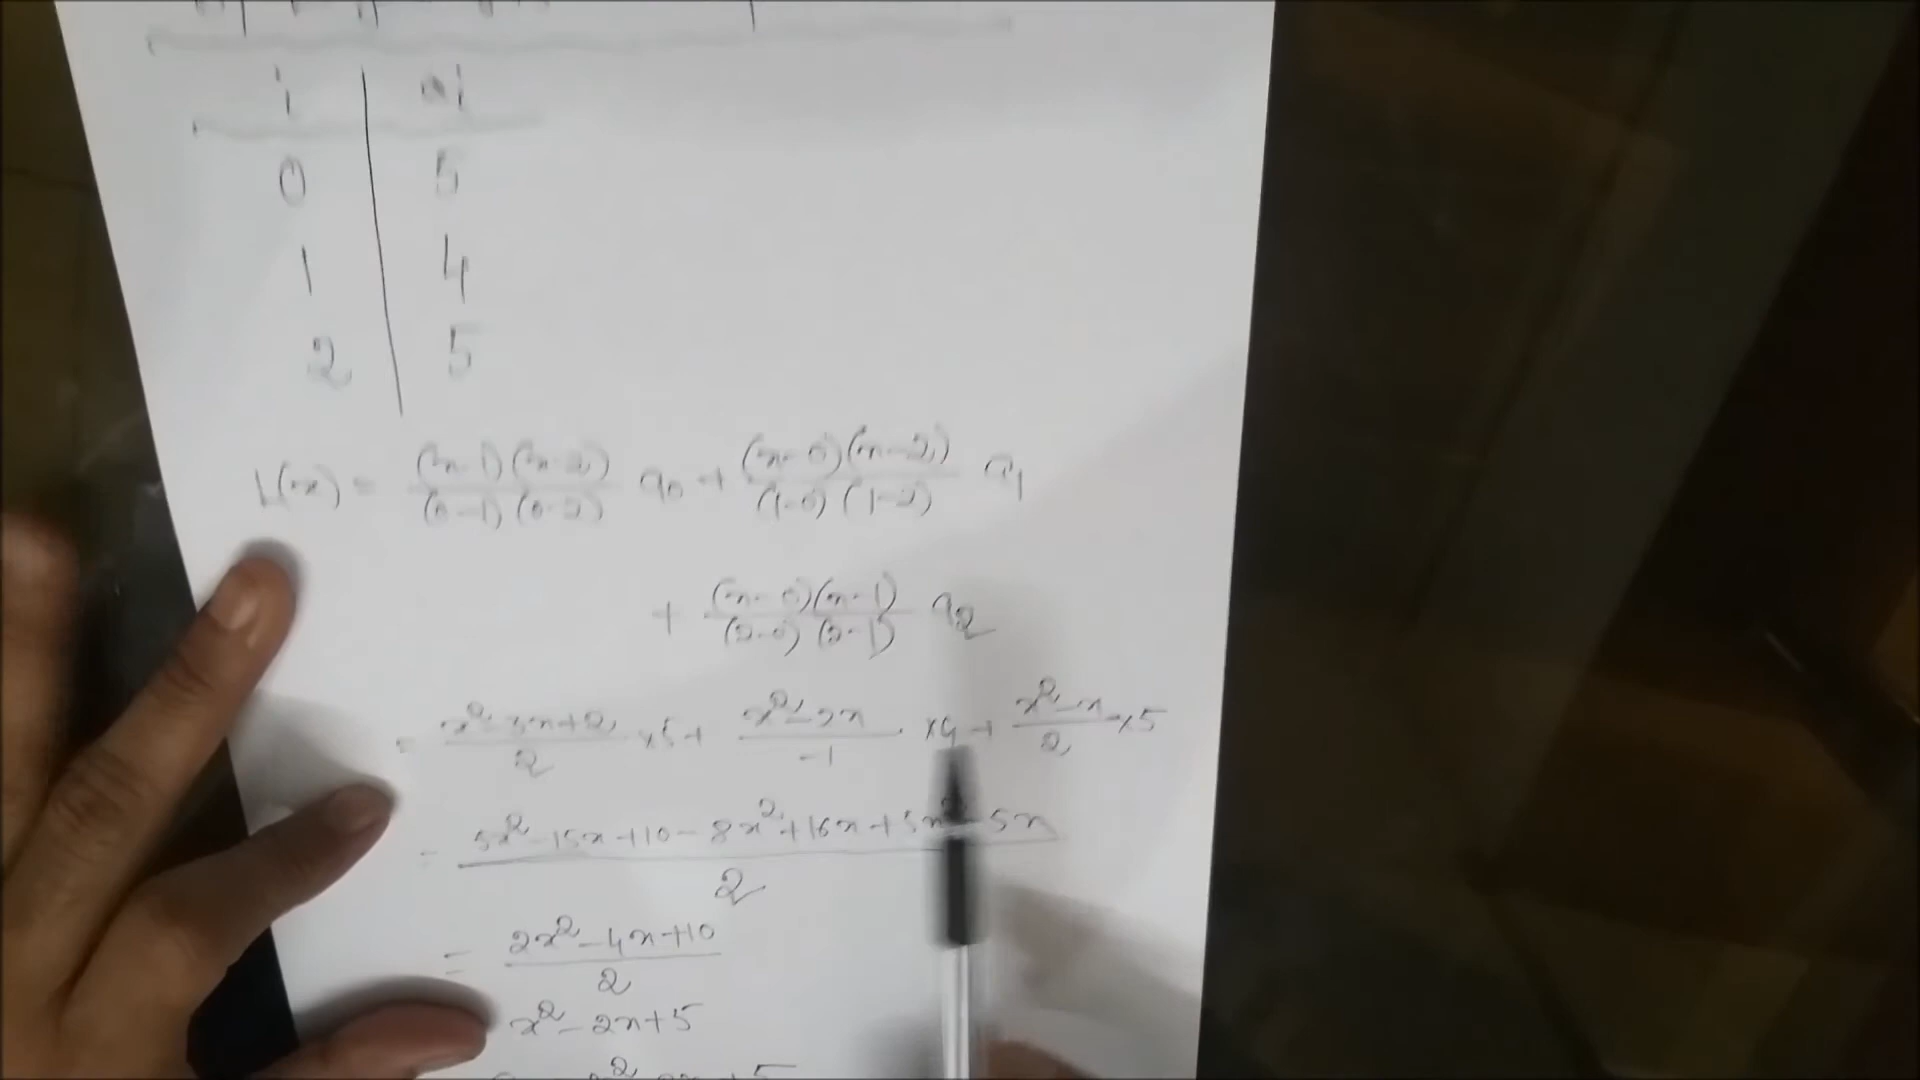 i ai
0 5
1 4
2 5
L(x) = (x-1)(x-2)/(0-1)(0-2) a0 + (x-0)(x-2)/(1-0)(1-2) a1
+ (x-0)(x-1)/(2-0)(2-1) a2
= x²-3x+2/2 ×5+ x²-2x/-1 ×4+ x²-x/2 ×5
= 5x²-15x+10-8x²+16x+5x²-5x/2
= 2x²-4x+10/2
x²-2x+5